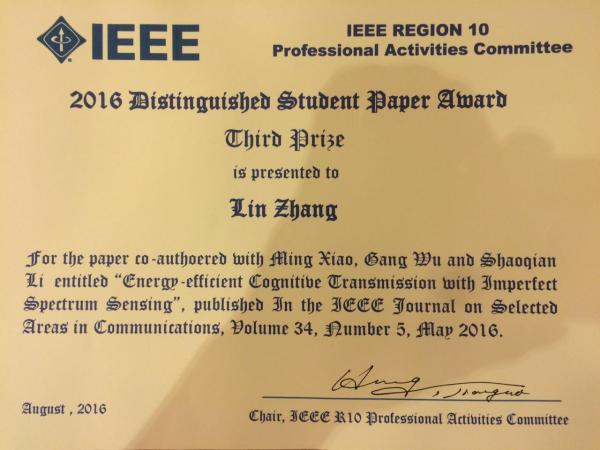 IEEE
IEEE REGION 10
Professional Activities Committee
2016 Distinguished Student Paper Award
Third Prize
is presented to
Lin Zhang
For the paper co-authoered with Ming Xiao, Gang Wu and Shaoqian
Li entitled "Energy-efficient Cognitive Transmission with Imperfect
Spectrum Sensing", published In the IEEE Journal on Selected
Areas in Communications, Volume 34, Number 5, May 2016.
August , 2016
Chair, IEEE R10 Professional Activities Committee